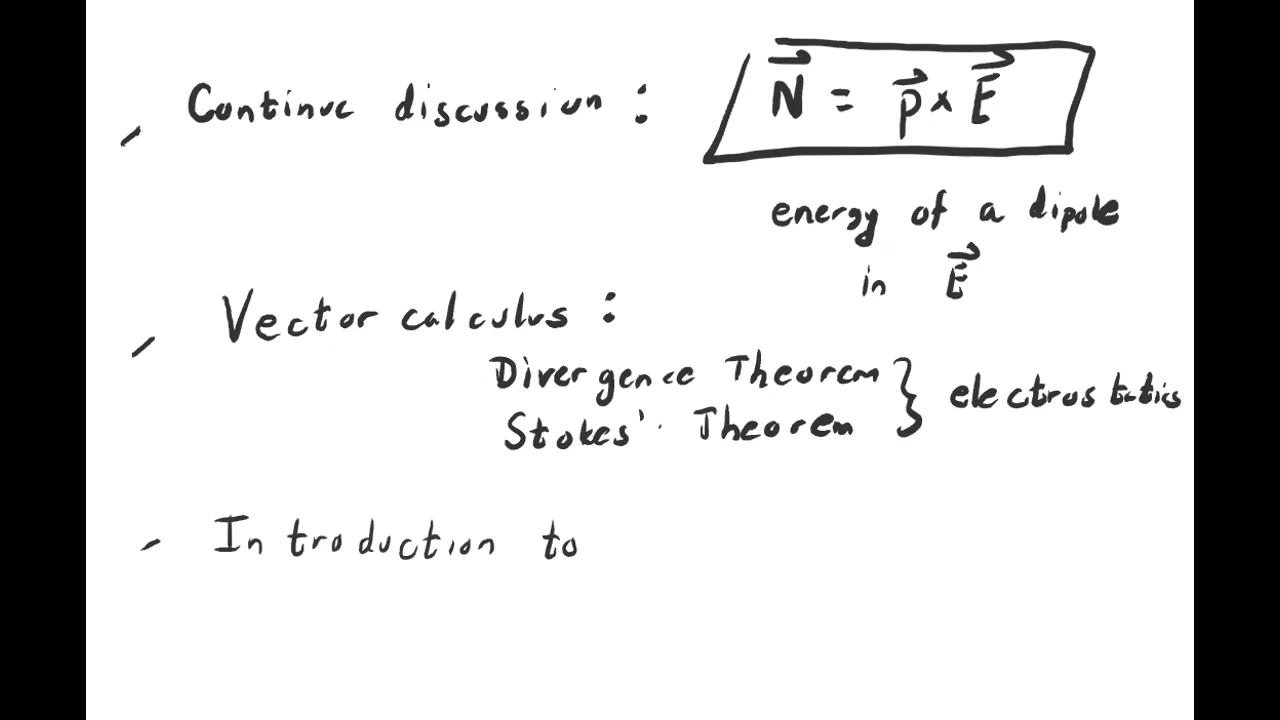 - Continue discussion : N⃗ = p⃗ × E⃗
energy of a dipole
in E⃗
- Vector calculus :
Divergence Theorem } electrostatics
Stokes' Theorem
- Introduction to